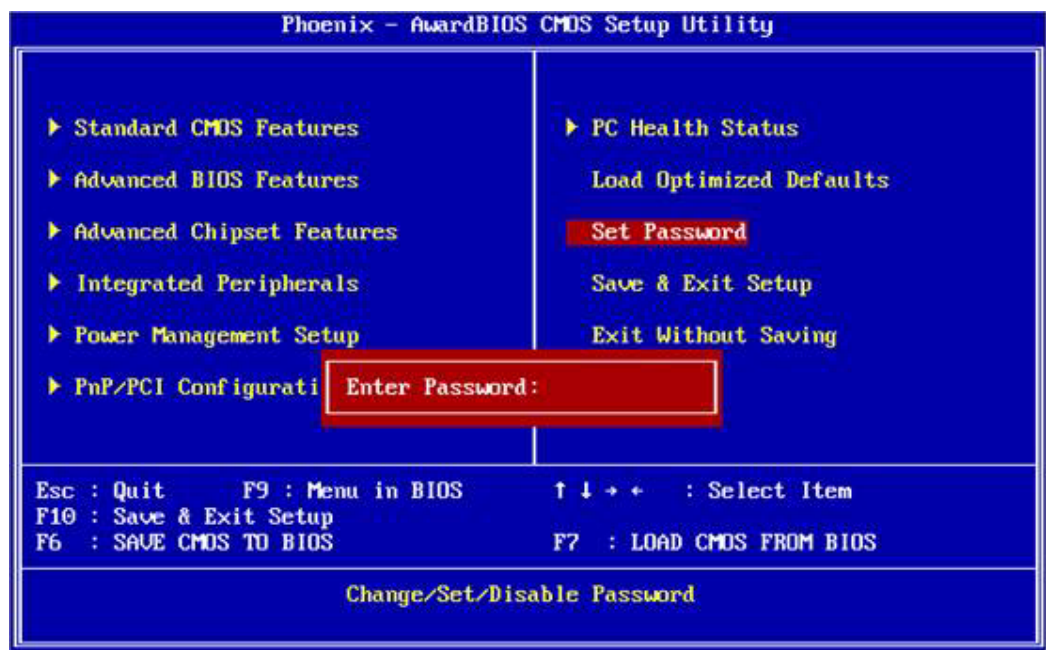 Phoenix - AwardBIOS CMOS Setup Utility
Standard CMOS Features
Advanced BIOS Features
Advanced Chipset Features
Integrated Peripherals
Power Management Setup
PnP/PCI Configurati
PC Health Status
Load Optimized Defaults
Set Password
Save & Exit Setup
Exit Without Saving
Enter Password:
Esc : Quit F9 : Menu in BIOS ↑ ↓ → ← : Select Item
F10 : Save & Exit Setup
F6 : SAVE CMOS TO BIOS F7 : LOAD CMOS FROM BIOS
Change/Set/Disable Password